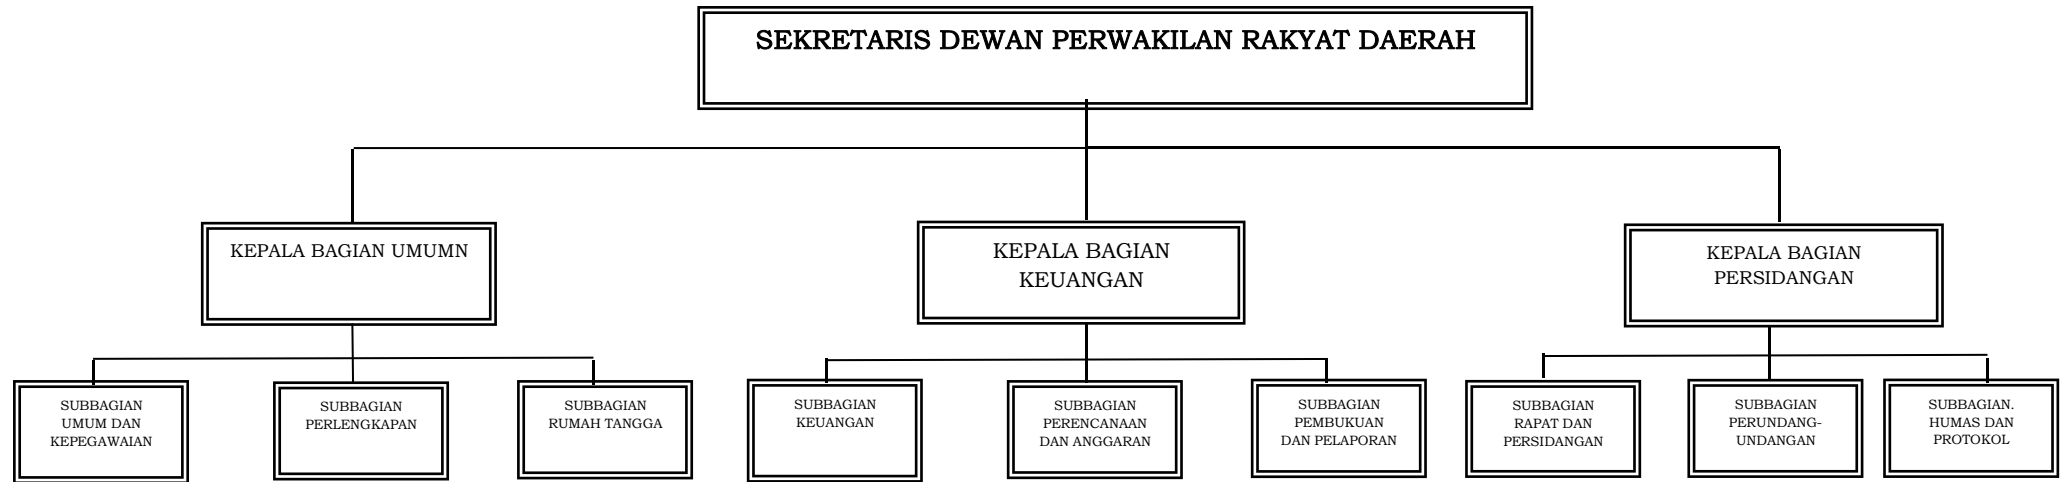 SEKRETARIS DEWAN PERWAKILAN RAKYAT DAERAH
KEPALA BAGIAN UMUMN
KEPALA BAGIAN
KEUANGAN
KEPALA BAGIAN
PERSIDANGAN
SUBBAGIAN
UMUM DAN
KEPEGAWAIAN
SUBBAGIAN
PERLENGKAPAN
SUBBAGIAN
RUMAH TANGGA
SUBBAGIAN
KEUANGAN
SUBBAGIAN
PERENCANAAN
DAN ANGGARAN
SUBBAGIAN
PEMBUKUAN
DAN PELAPORAN
SUBBAGIAN
RAPAT DAN
PERSIDANGAN
SUBBAGIAN
PERUNDANG-
UNDANGAN
SUBBAGIAN.
HUMAS DAN
PROTOKOL